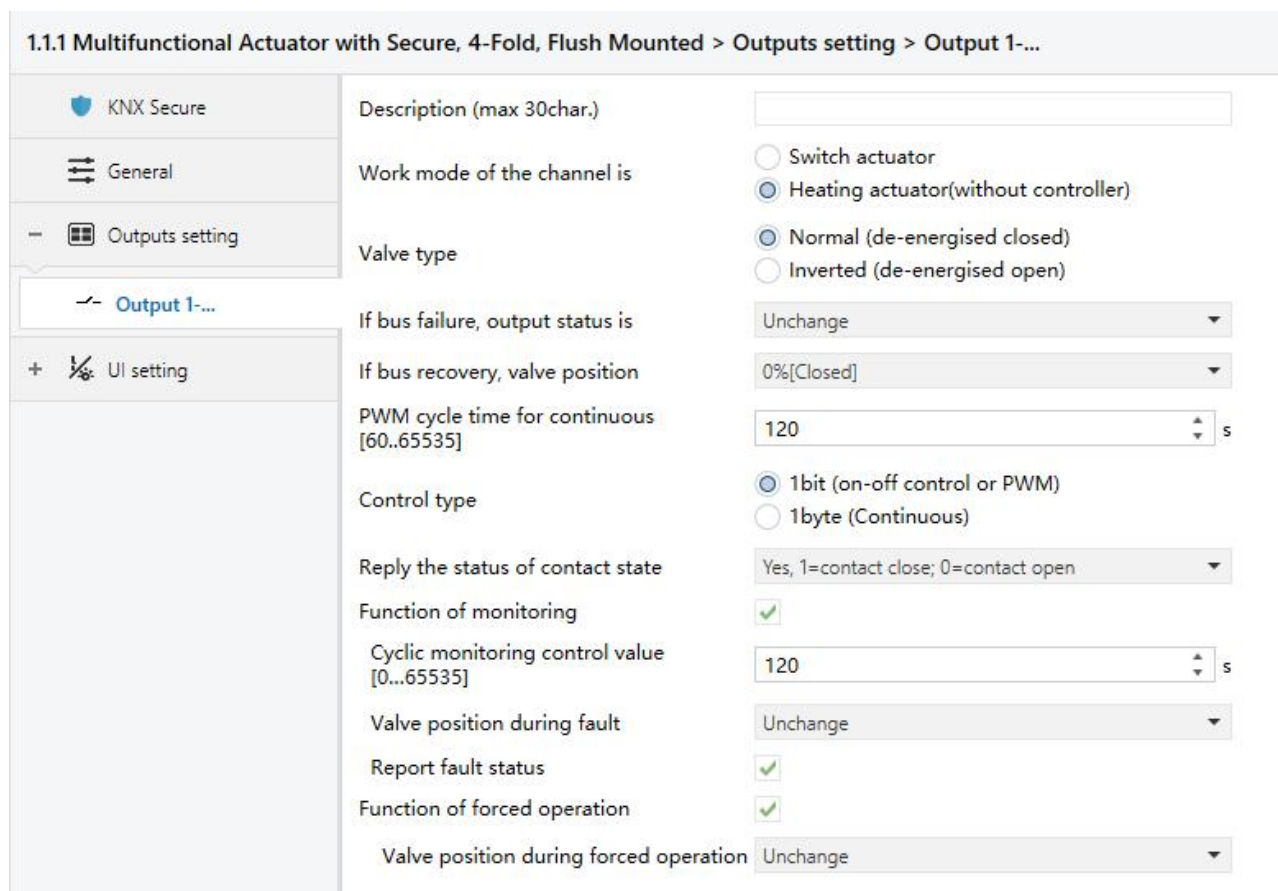 1.1.1 Multifunctional Actuator with Secure, 4-Fold, Flush Mounted > Outputs setting > Output 1-...
KNX Secure
General
Outputs setting
Output 1-...
UI setting
Description (max 30char.)
Work mode of the channel is
Switch actuator
Heating actuator(without controller)
Valve type
Normal (de-energised closed)
Inverted (de-energised open)
If bus failure, output status is
Unchange
If bus recovery, valve position
0%[Closed]
PWM cycle time for continuous
[60..65535]
120
s
Control type
1bit (on-off control or PWM)
1byte (Continuous)
Reply the status of contact state
Yes, 1=contact close; 0=contact open
Function of monitoring
Cyclic monitoring control value
[0...65535]
120
s
Valve position during fault
Unchange
Report fault status
Function of forced operation
Valve position during forced operation
Unchange